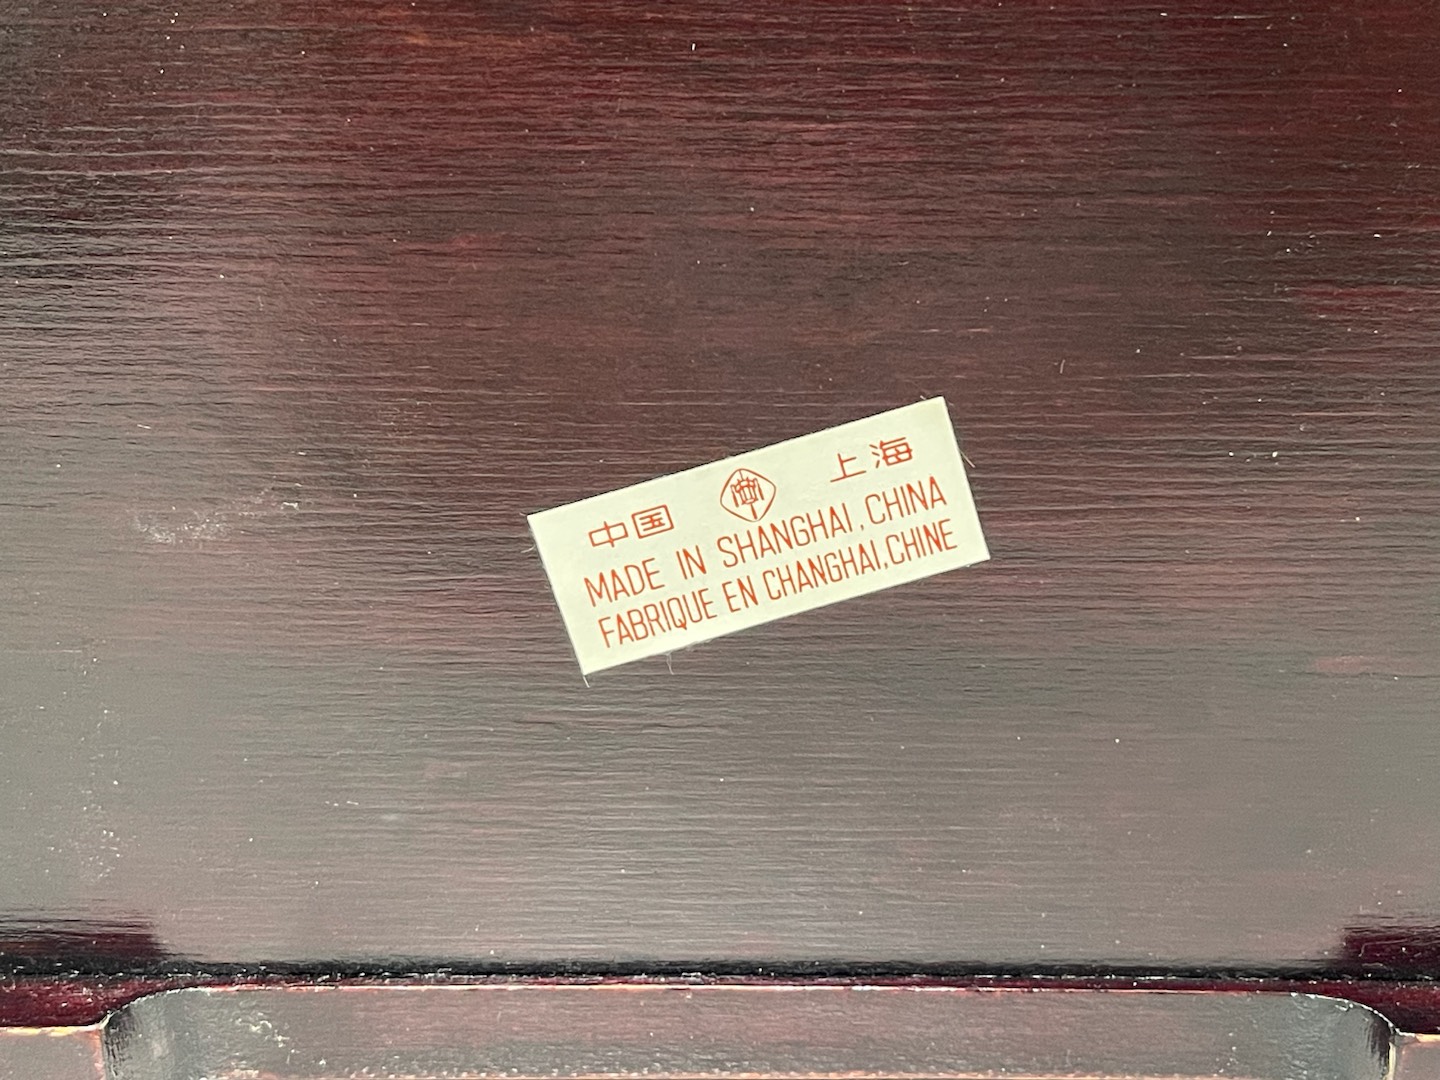 中国 上海
MADE IN SHANGHAI, CHINA
FABRIQUE EN CHANGHAI, CHINE